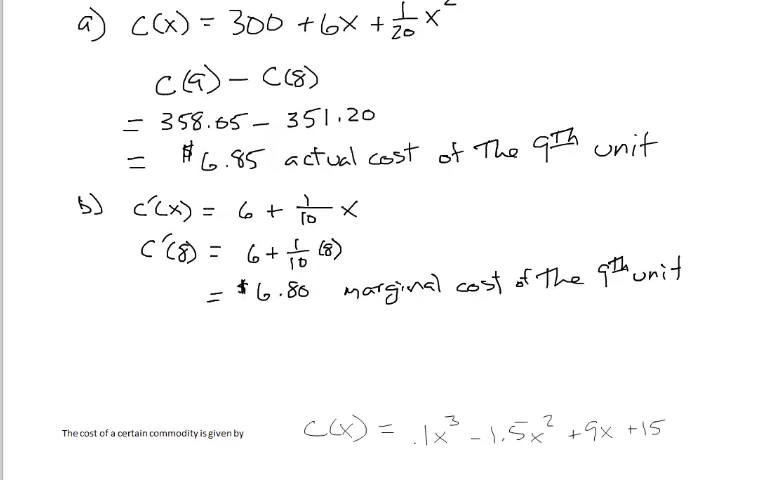 a) C(x) = 300 + 6x + 1/20 x²
C(9) - C(8)
= 358.05 - 351.20
= $6.85 actual cost of The 9Th unit
b) C'(x) = 6 + 1/10 x
C'(8) = 6 + 1/10 (8)
= $6.80 marginal cost of The 9Th unit
The cost of a certain commodity is given by C(x) = .1x³ - 1.5x² + 9x + 15